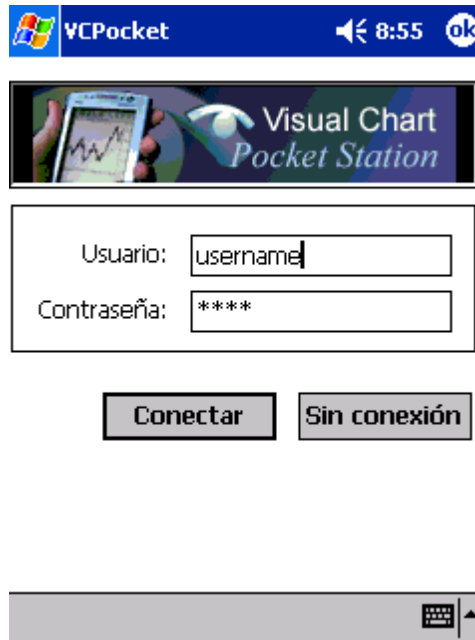 VCPocket 8:55 ok
Visual Chart
Pocket Station
Usuario: username
Contraseña: ****
Conectar Sin conexión